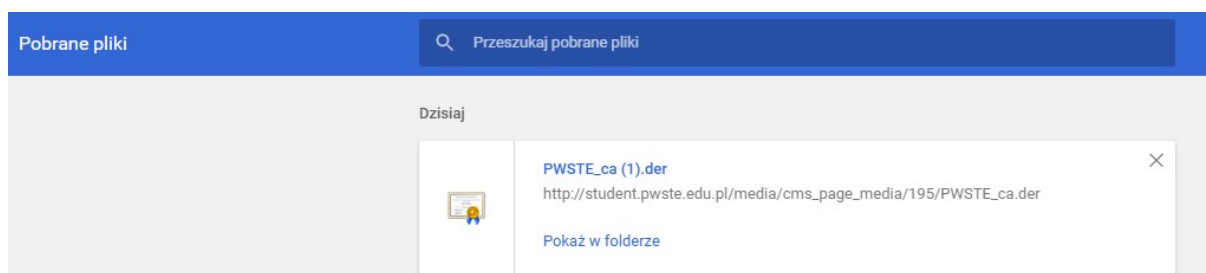 Pobrane pliki
Przeszukaj pobrane pliki
Dzisiaj
PWSTE_ca (1).der
http://student.pwste.edu.pl/media/cms_page_media/195/PWSTE_ca.der
Pokaż w folderze